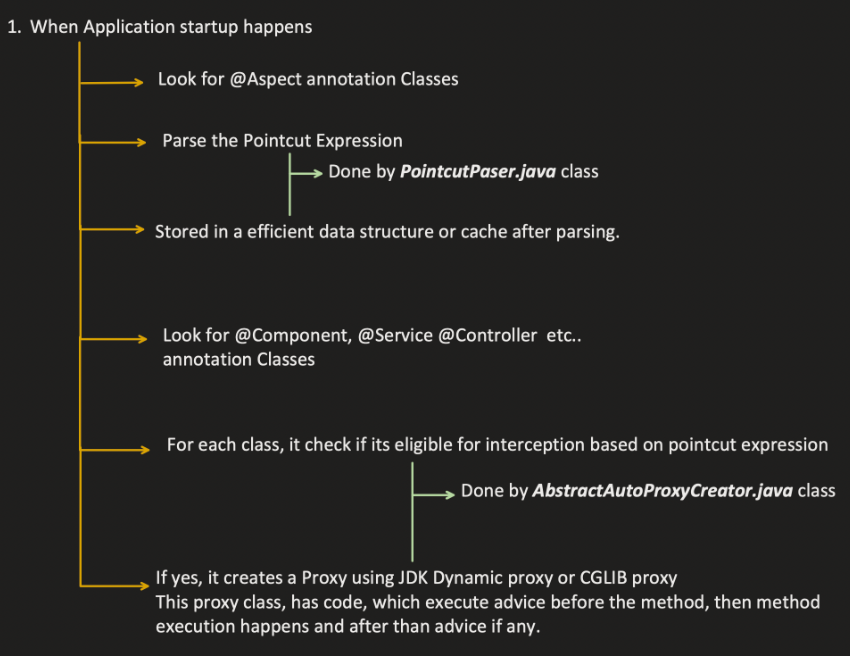 1. When Application startup happens
Look for @Aspect annotation Classes
Parse the Pointcut Expression
Done by PointcutPaser.java class
Stored in a efficient data structure or cache after parsing.
Look for @Component, @Service @Controller etc..
annotation Classes
For each class, it check if its eligible for interception based on pointcut expression
Done by AbstractAutoProxyCreator.java class
If yes, it creates a Proxy using JDK Dynamic proxy or CGLIB proxy
This proxy class, has code, which execute advice before the method, then method
execution happens and after than advice if any.